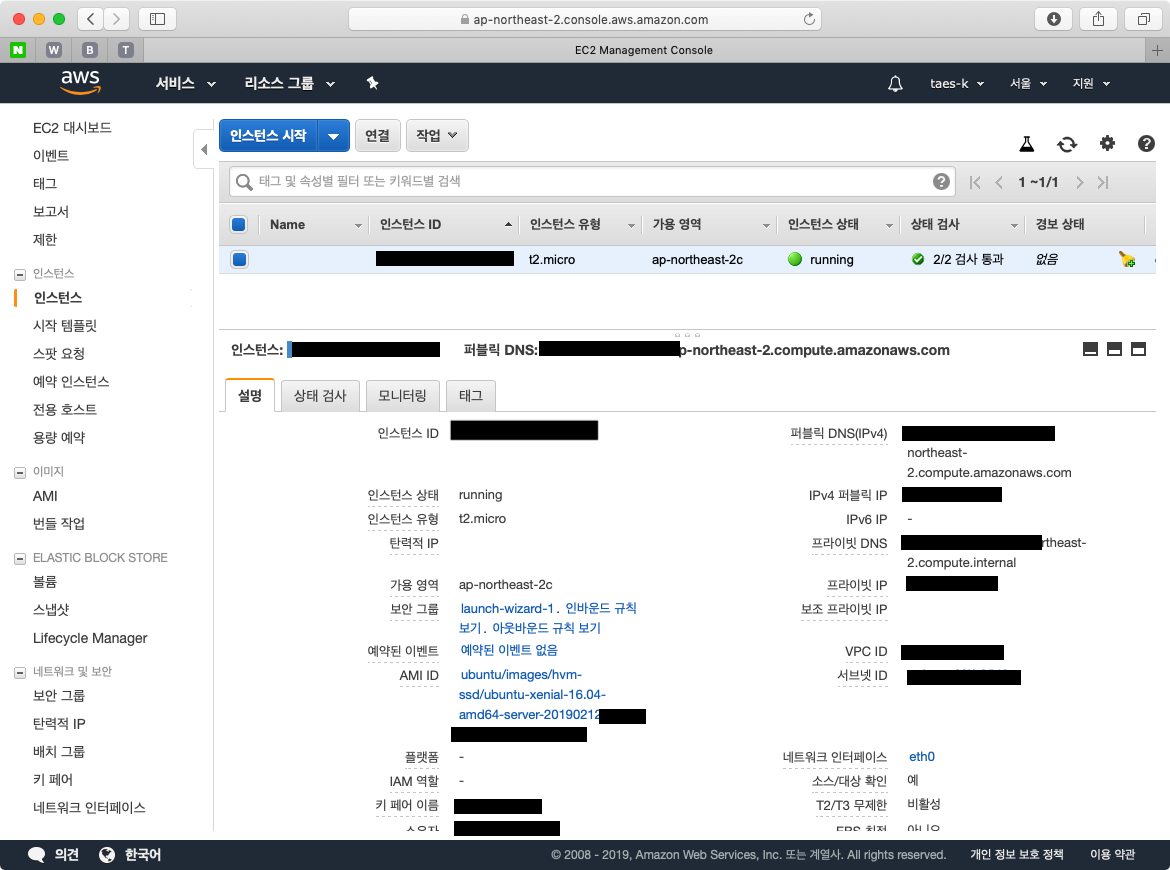 ap-northeast-2.console.aws.amazon.com
N W B T EC2 Management Console
aws 서비스 리소스 그룹 taes-k 서울 지원
EC2 대시보드
이벤트
태그
보고서
제한
인스턴스
인스턴스
시작 템플릿
스팟 요청
예약 인스턴스
전용 호스트
용량 예약
이미지
AMI
번들 작업
ELASTIC BLOCK STORE
볼륨
스냅샷
Lifecycle Manager
네트워크 및 보안
보안 그룹
탄력적 IP
배치 그룹
키 페어
네트워크 인터페이스
인스턴스 시작 연결 작업
태그 및 속성별 필터 또는 키워드별 검색 1 ~1/1
Name 인스턴스 ID 인스턴스 유형 가용 영역 인스턴스 상태 상태 검사 경보 상태
t2.micro ap-northeast-2c running 2/2 검사 통과 없음
인스턴스: 퍼블릭 DNS: p-northeast-2.compute.amazonaws.com
설명 상태 검사 모니터링 태그
인스턴스 ID
인스턴스 상태 running
인스턴스 유형 t2.micro
탄력적 IP
가용 영역 ap-northeast-2c
보안 그룹 launch-wizard-1. 인바운드 규칙
보기. 아웃바운드 규칙 보기
예약된 이벤트 예약된 이벤트 없음
AMI ID ubuntu/images/hvm-
ssd/ubuntu-xenial-16.04-
amd64-server-20190212
플랫폼 -
IAM 역할 -
키 페어 이름
소유자
퍼블릭 DNS(IPv4)
northeast-
2.compute.amazonaws.com
IPv4 퍼블릭 IP
IPv6 IP -
프라이빗 DNS rtheast-
2.compute.internal
프라이빗 IP
보조 프라이빗 IP
VPC ID
서브넷 ID
네트워크 인터페이스 eth0
소스/대상 확인 예
T2/T3 무제한 비활성
EBS 최적 아니오
의견 한국어 © 2008 - 2019, Amazon Web Services, Inc. 또는 계열사. All rights reserved. 개인 정보 보호 정책 이용 약관